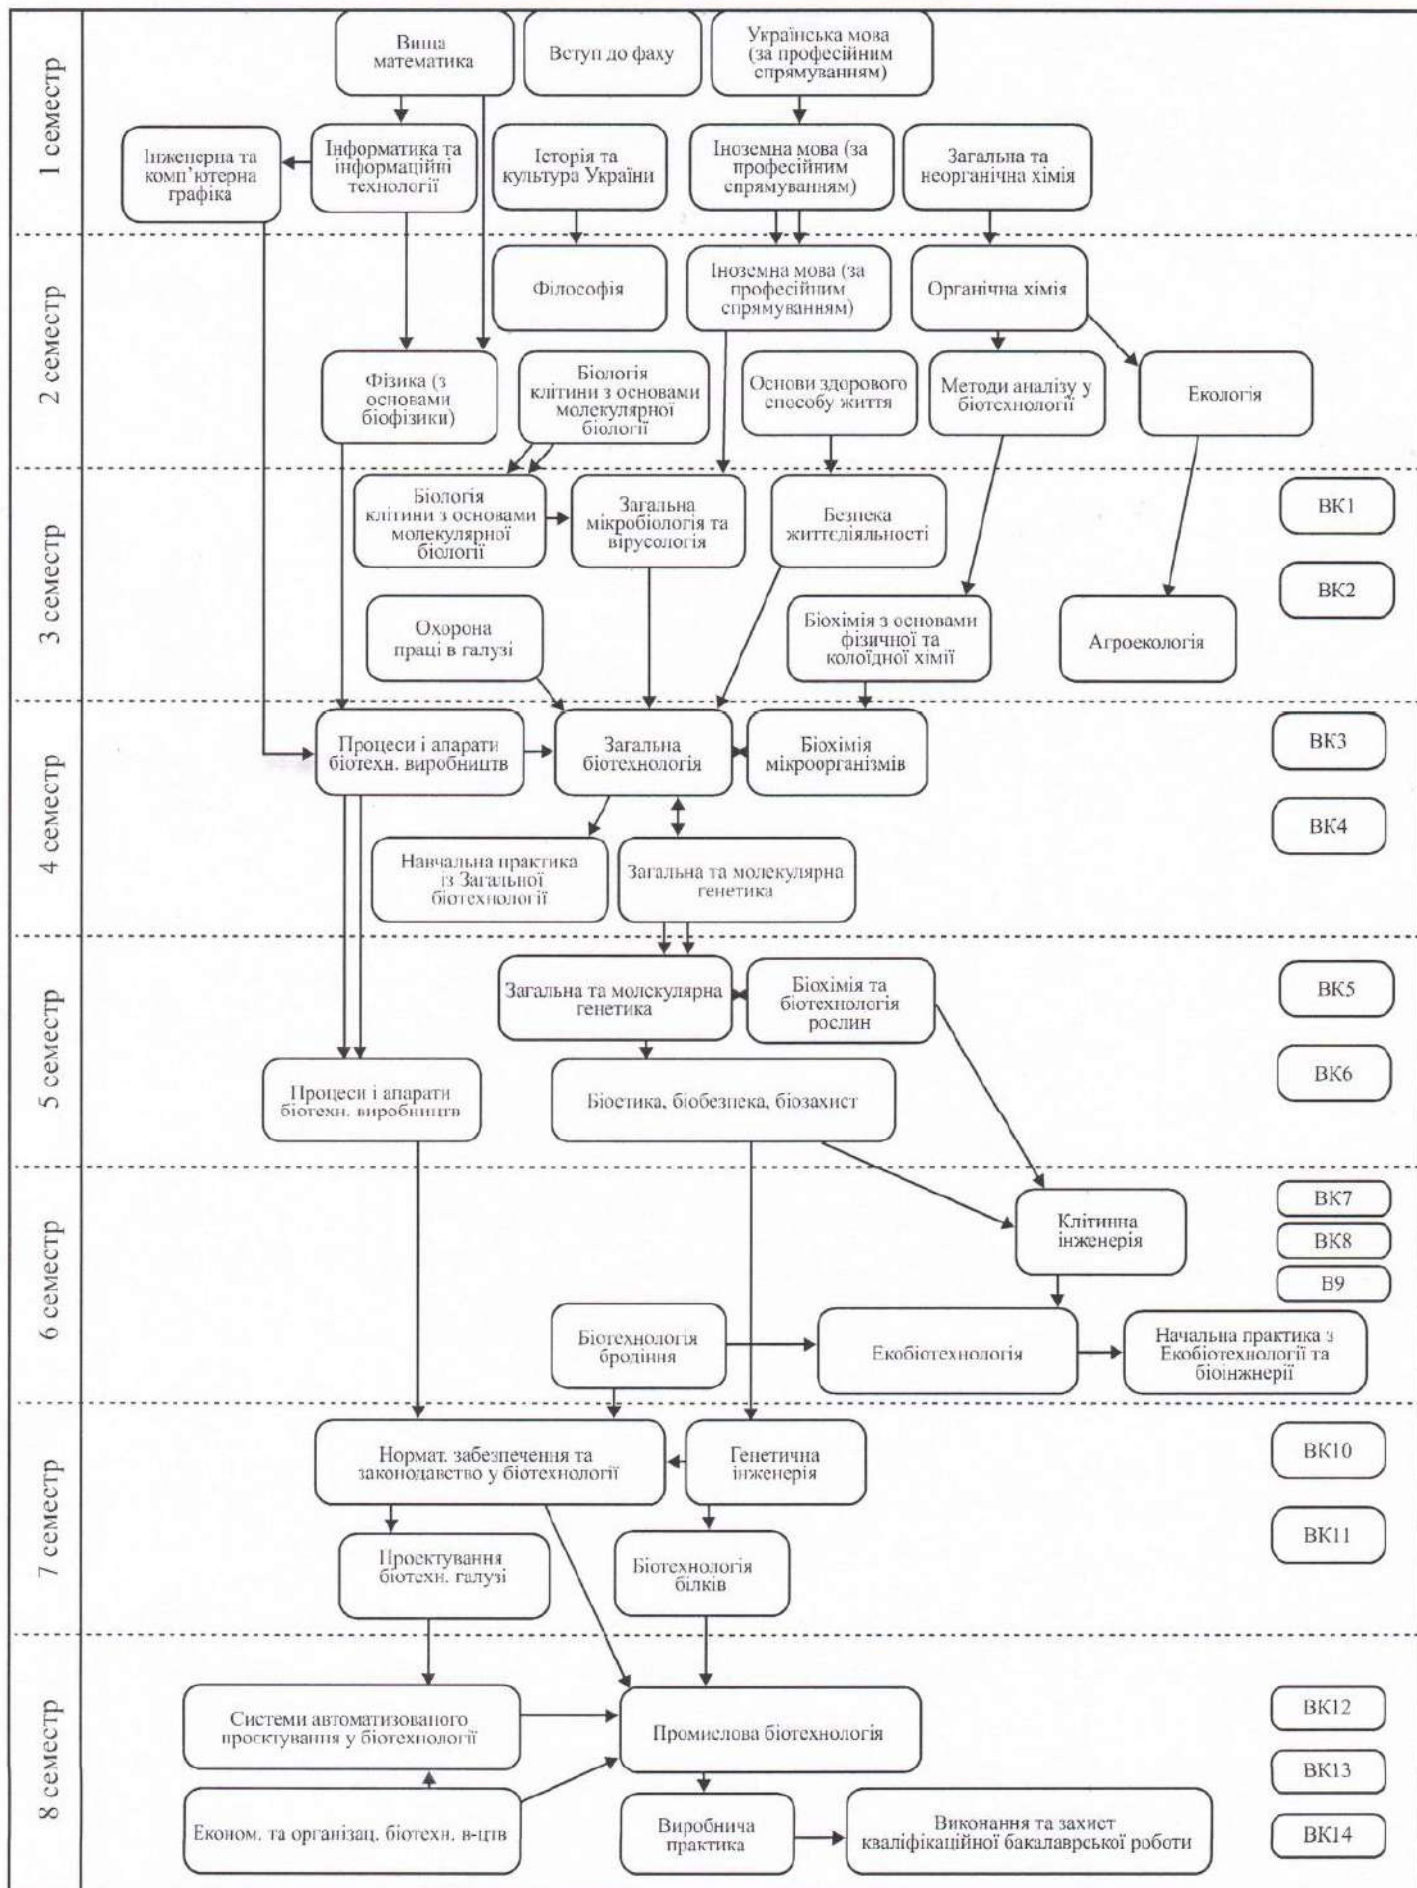 1 семестр
Вища
математика
Вступ до фаху
Українська мова
(за професійним
спрямуванням)
Інженерна та
комп’ютерна
графіка
Інформатика та
інформаційні
технології
Історія та
культура України
Іноземна мова (за
професійним
спрямуванням)
Загальна та
неорганічна хімія
2 семестр
Філософія
Іноземна мова (за
професійним
спрямуванням)
Органічна хімія
Фізика (з
основами
біофізики)
Біологія
клітини з основами
молекулярної
біології
Основи здорового
способу життя
Методи аналізу у
біотехнології
Екологія
3 семестр
Біологія
клітини з основами
молекулярної
біології
Загальна
мікробіологія та
вірусологія
Безпека
життєдіяльності
ВК1
ВК2
Охорона
праці в галузі
Біохімія з основами
фізичної та
колоїдної хімії
Агроекологія
4 семестр
Процеси і апарати
біотехн. виробництв
Загальна
біотехнологія
Біохімія
мікроорганізмів
ВК3
ВК4
Навчальна практика
із Загальної
біотехнології
Загальна та молекулярна
генетика
5 семестр
Загальна та молекулярна
генетика
Біохімія та
біотехнологія
рослин
ВК5
ВК6
Процеси і апарати
біотехн. виробництв
Біоетика, біобезпека, біозахист
6 семестр
Клітинна
інженерія
ВК7
ВК8
В9
Біотехнологія
бродіння
Екобіотехнологія
Начальна практика з
Екобіотехнології та
біоінжнерії
7 семестр
Нормат. забезпечення та
законодавство у біотехнології
Генетична
інженерія
ВК10
ВК11
Проєктування
біотехн. галузі
Біотехнологія
білків
8 семестр
Системи автоматизованого
проєктування у біотехнології
Промислова біотехнологія
ВК12
ВК13
ВК14
Економ. та організац. біотехн. в-цтв
Виробнича
практика
Виконання та захист
кваліфікаційної бакалаврської роботи